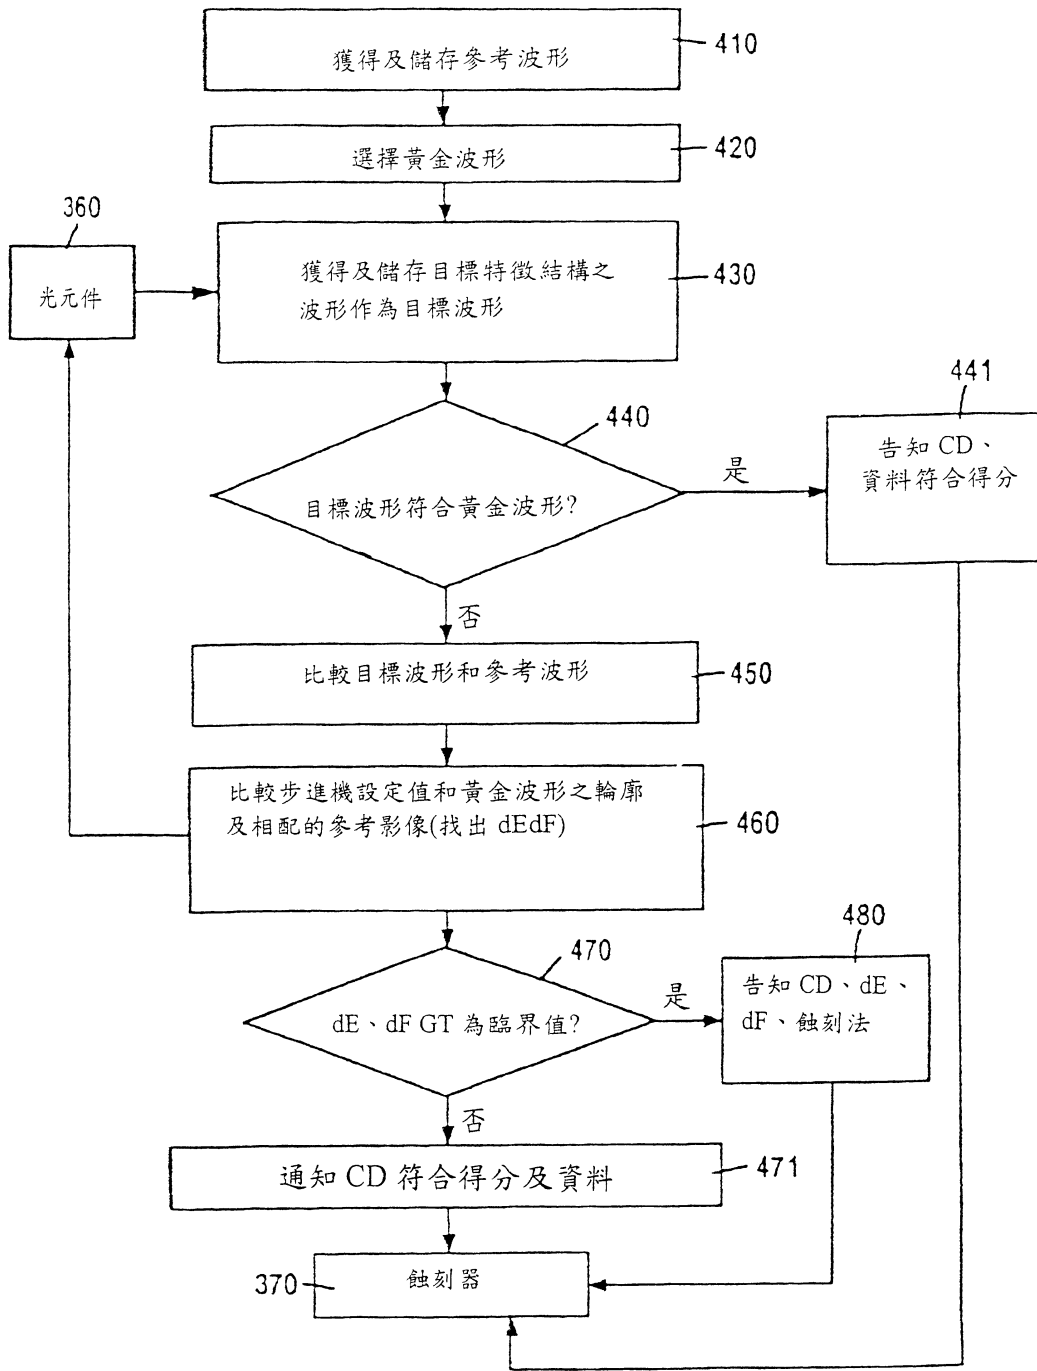 獲得及儲存參考波形
410
選擇黃金波形
420
360
光元件
獲得及儲存目標特徵結構之
波形作為目標波形
430
440
目標波形符合黃金波形?
是
441
告知 CD、
資料符合得分
否
比較目標波形和參考波形
450
比較步進機設定值和黃金波形之輪廓
及相配的參考影像(找出 dEdF)
460
470
dE、dF GT 為臨界值?
是
480
告知 CD、dE、
dF、蝕刻法
否
通知 CD 符合得分及資料
471
370
蝕刻器